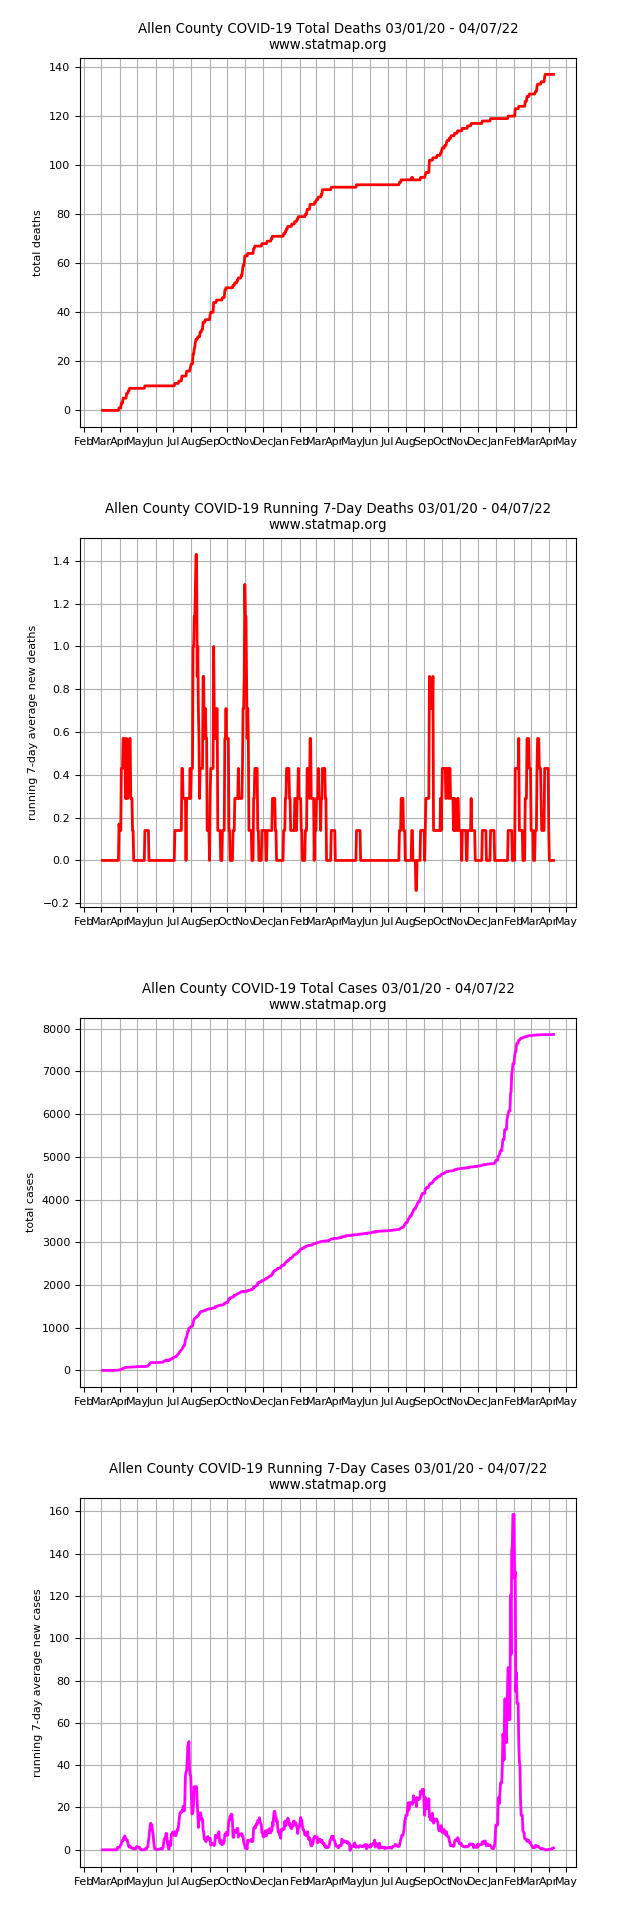 Allen County COVID-19 Total Deaths 03/01/20 - 04/07/22
www.statmap.org
140
120
100
80
60
40
20
0
total deaths
Feb Mar Apr May Jun Jul Aug Sep Oct Nov Dec Jan Feb Mar Apr May Jun Jul Aug Sep Oct Nov Dec Jan Feb Mar Apr May
Allen County COVID-19 Running 7-Day Deaths 03/01/20 - 04/07/22
www.statmap.org
1.4
1.2
1.0
0.8
0.6
0.4
0.2
0.0
−0.2
running 7-day average new deaths
Feb Mar Apr May Jun Jul Aug Sep Oct Nov Dec Jan Feb Mar Apr May Jun Jul Aug Sep Oct Nov Dec Jan Feb Mar Apr May
Allen County COVID-19 Total Cases 03/01/20 - 04/07/22
www.statmap.org
8000
7000
6000
5000
4000
3000
2000
1000
0
total cases
Feb Mar Apr May Jun Jul Aug Sep Oct Nov Dec Jan Feb Mar Apr May Jun Jul Aug Sep Oct Nov Dec Jan Feb Mar Apr May
Allen County COVID-19 Running 7-Day Cases 03/01/20 - 04/07/22
www.statmap.org
160
140
120
100
80
60
40
20
0
running 7-day average new cases
Feb Mar Apr May Jun Jul Aug Sep Oct Nov Dec Jan Feb Mar Apr May Jun Jul Aug Sep Oct Nov Dec Jan Feb Mar Apr May